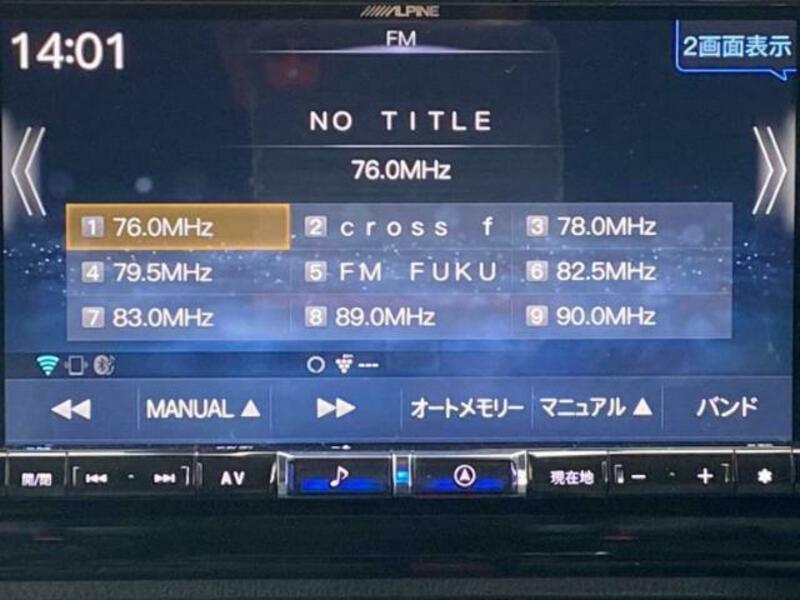 ALPINE
14:01
FM
2画面表示
NO TITLE
76.0MHz
1 76.0MHz 2 cross f 3 78.0MHz
4 79.5MHz 5 FM FUKU 6 82.5MHz
7 83.0MHz 8 89.0MHz 9 90.0MHz
---
MANUAL ▲ オートメモリー マニュアル ▲ バンド
開/閉 AV 現在地 − +